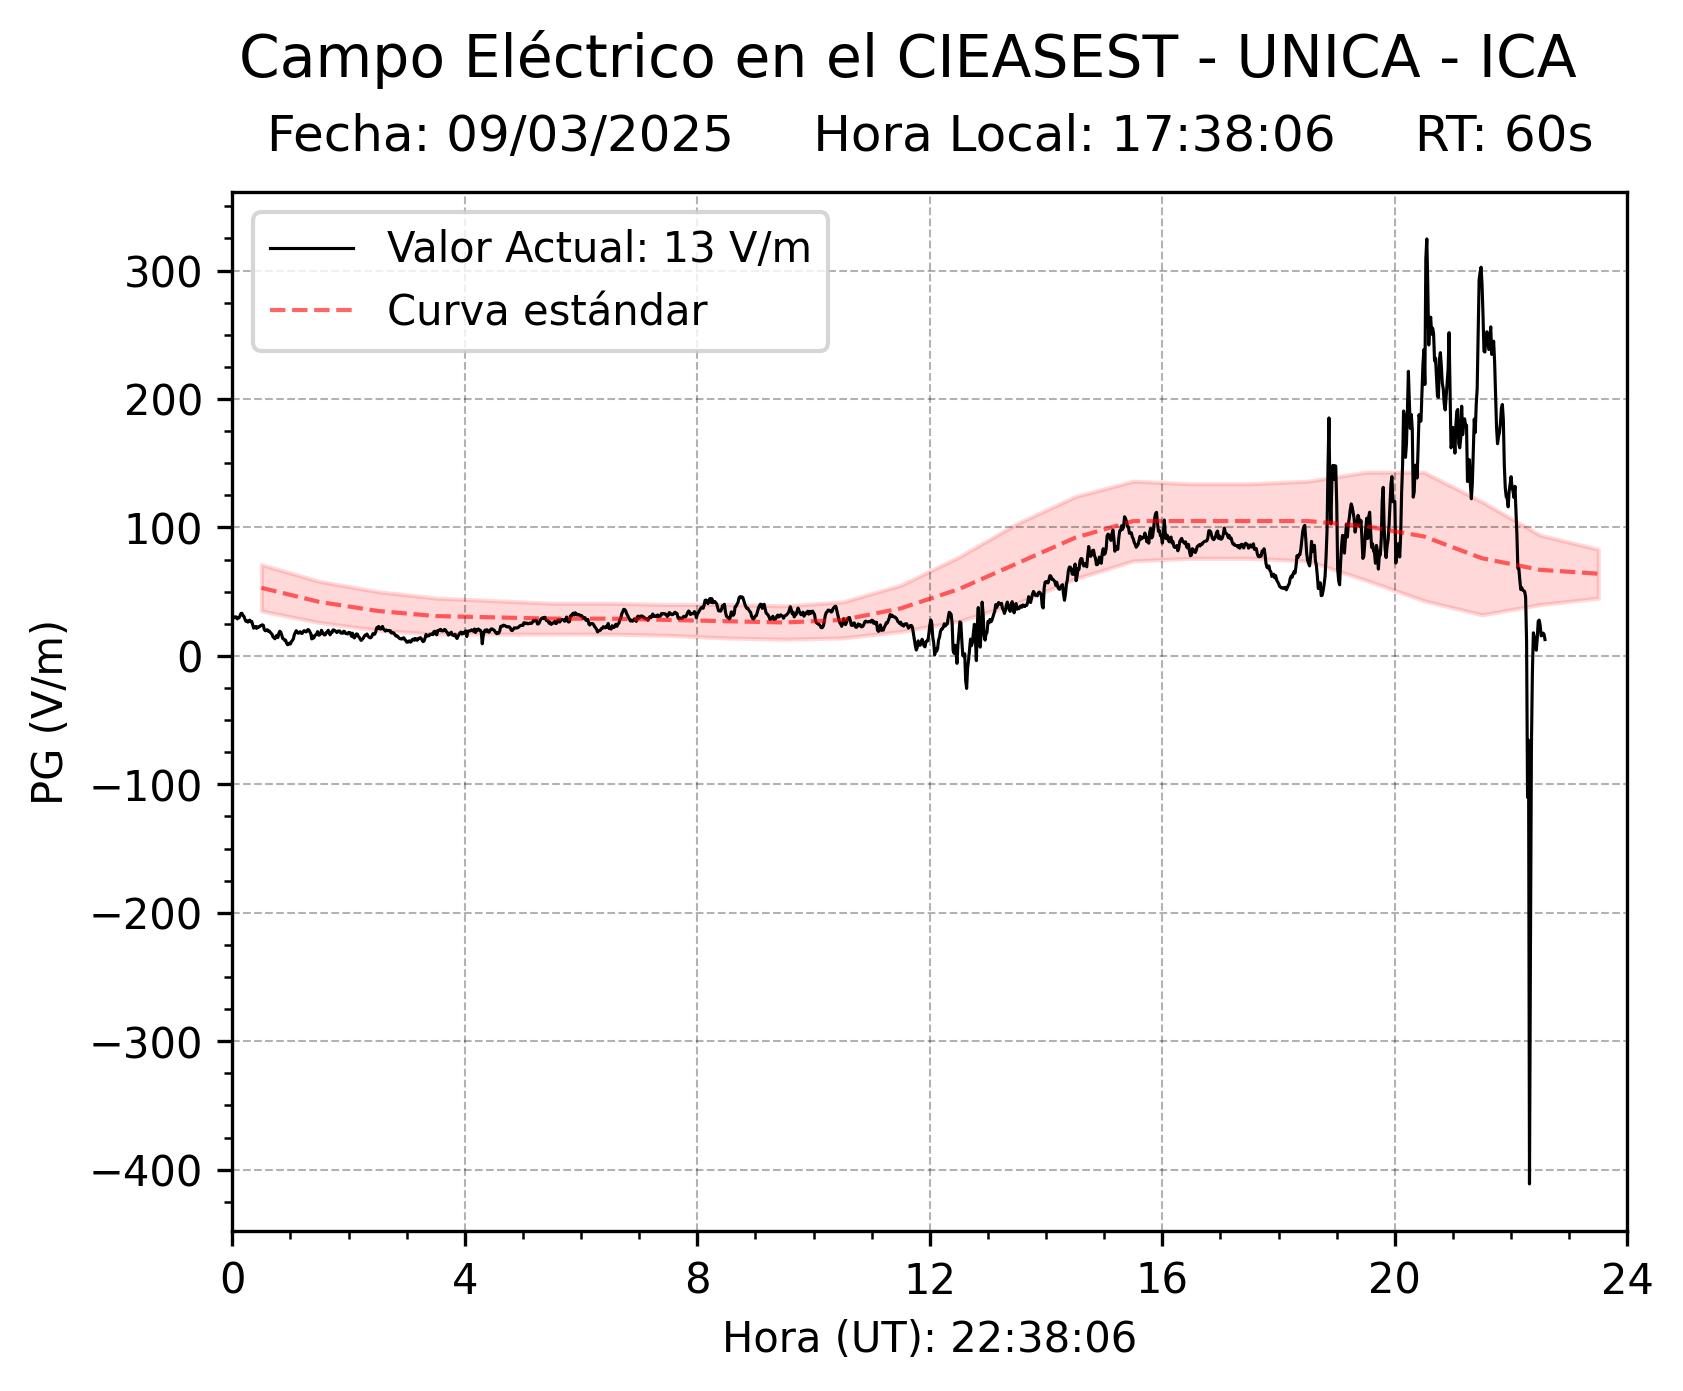 Campo Eléctrico en el CIEASEST - UNICA - ICA
Fecha: 09/03/2025 Hora Local: 17:38:06 RT: 60s
Valor Actual: 13 V/m
Curva estándar
300
200
100
0
−100
−200
−300
−400
PG (V/m)
0 4 8 12 16 20 24
Hora (UT): 22:38:06